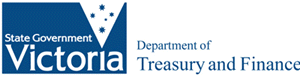 State Government
Victoria
Department of
Treasury and Finance